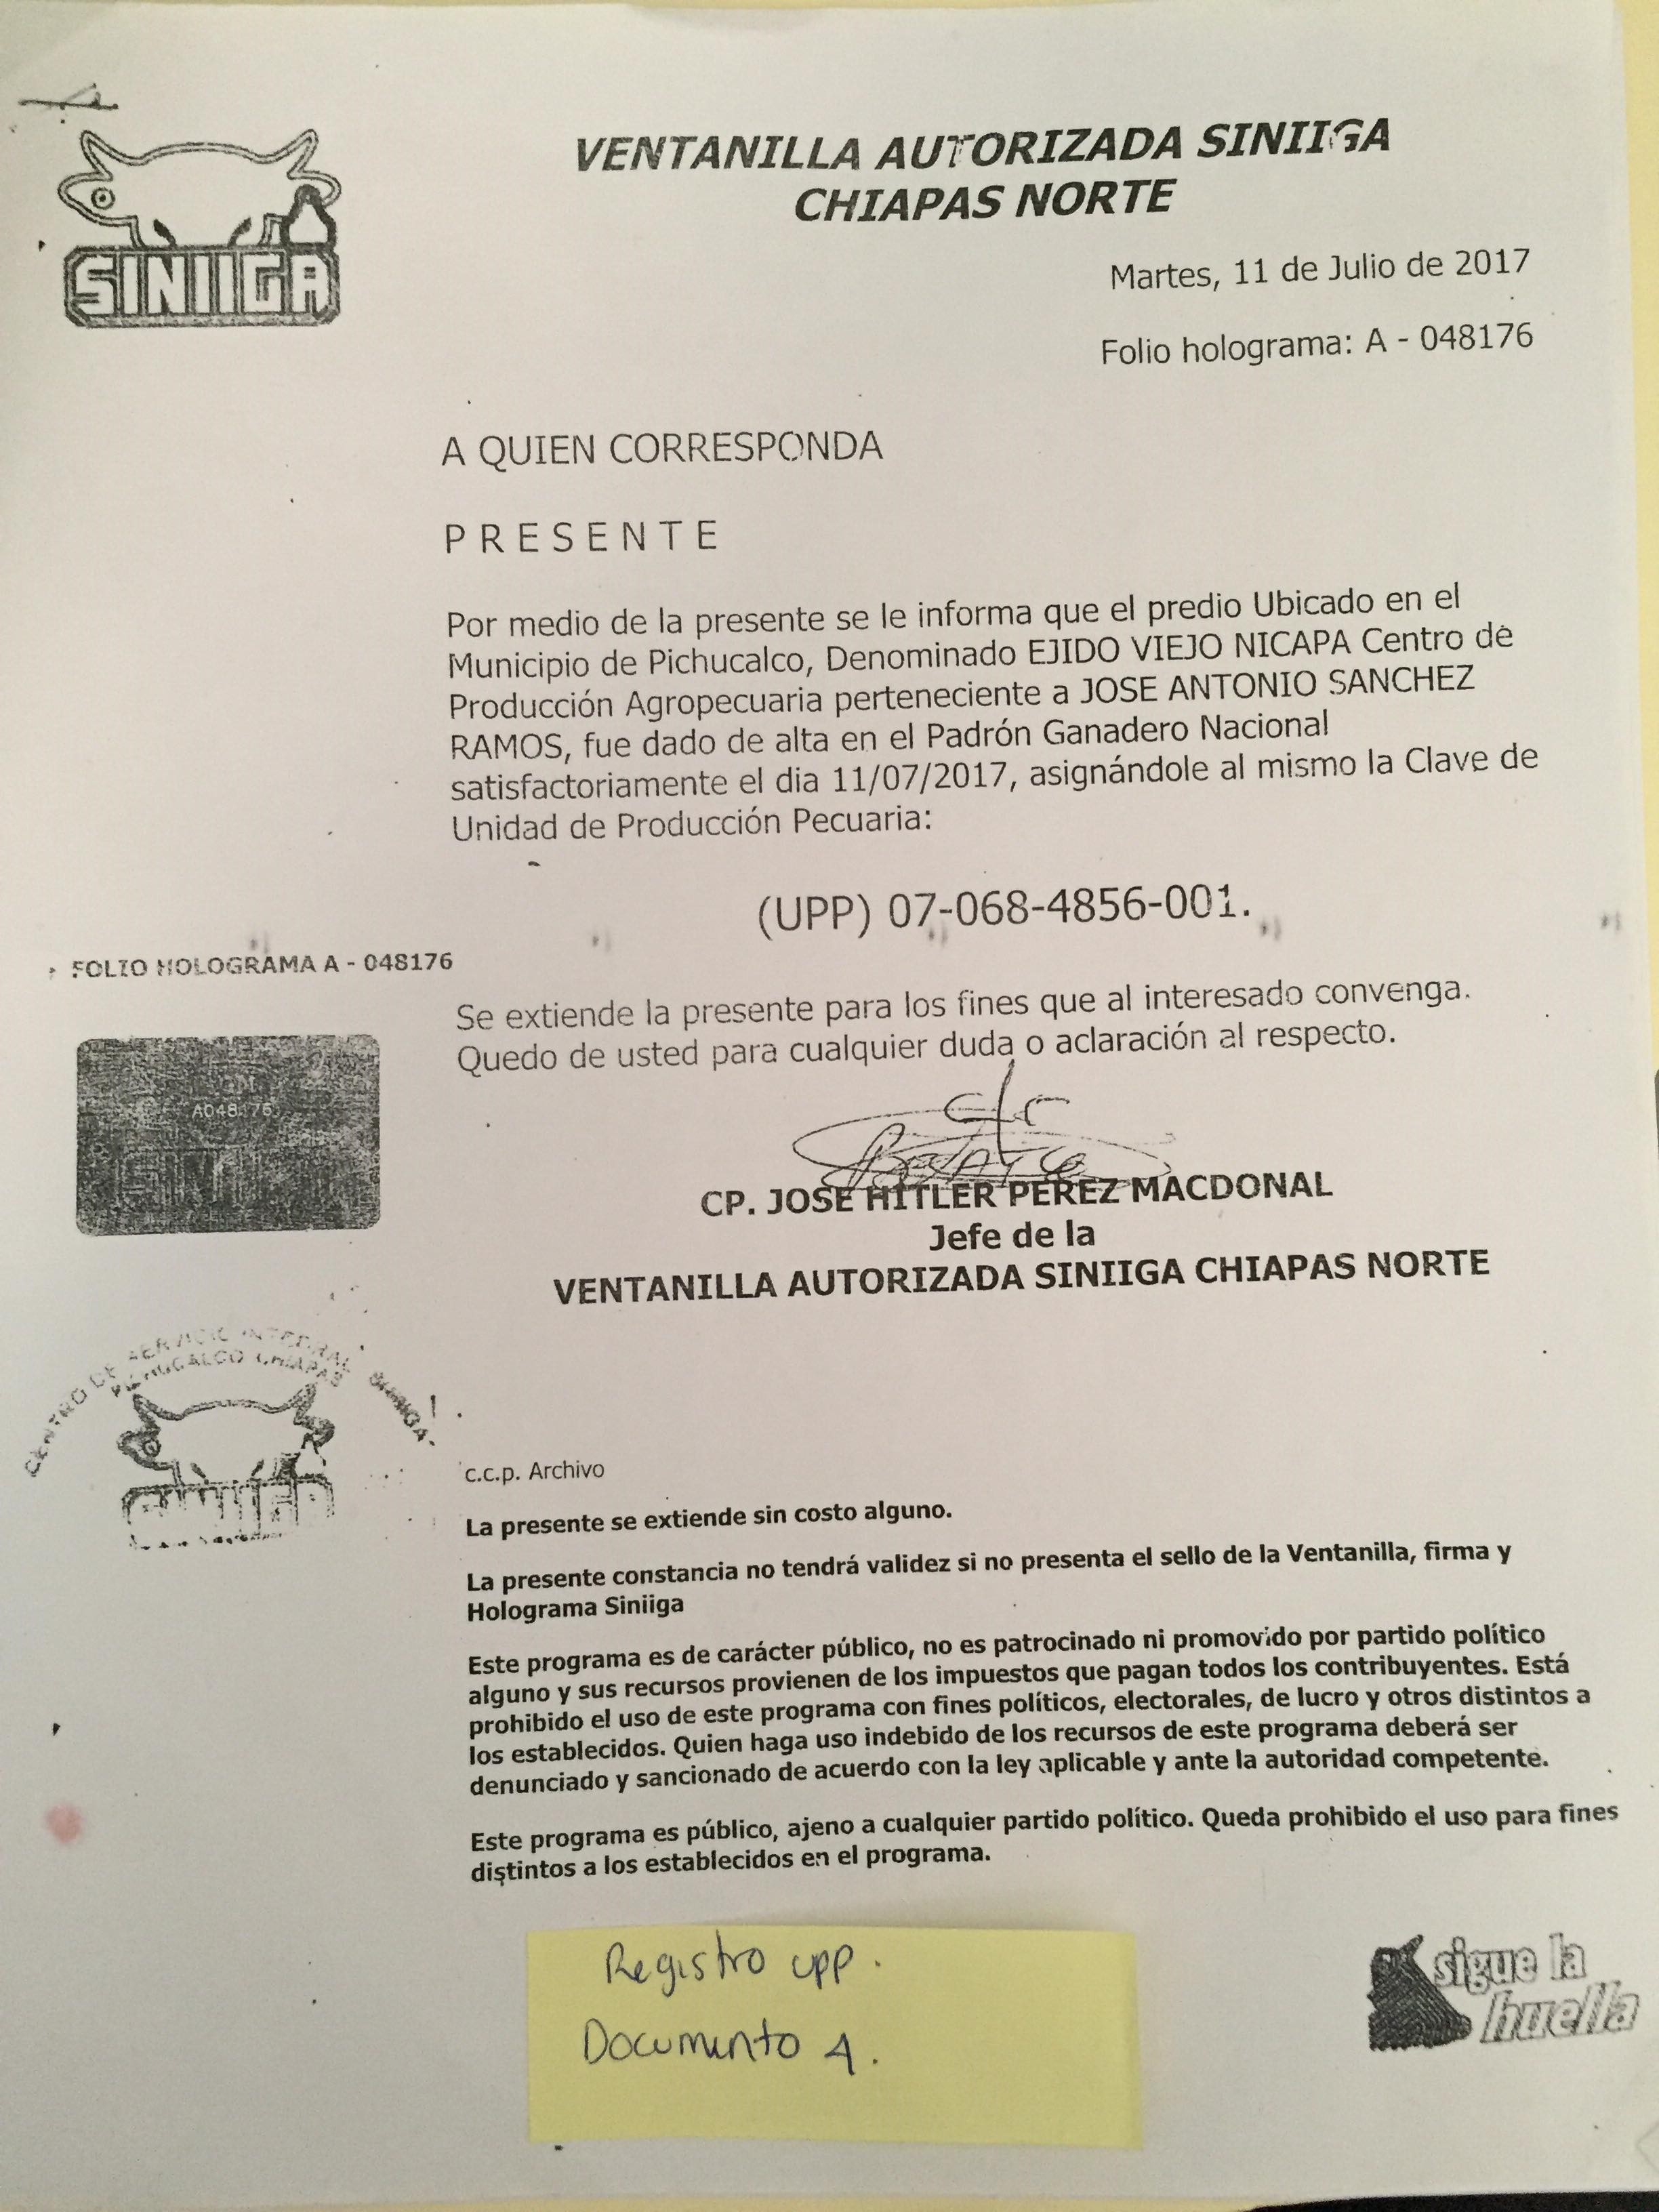 SINIIGA
VENTANILLA AUTORIZADA SINIIGA
CHIAPAS NORTE
Martes, 11 de Julio de 2017
Folio holograma: A - 048176
A QUIEN CORRESPONDA
P R E S E N T E
Por medio de la presente se le informa que el predio Ubicado en el
Municipio de Pichucalco, Denominado EJIDO VIEJO NICAPA Centro de
Producción Agropecuaria perteneciente a JOSE ANTONIO SANCHEZ
RAMOS, fue dado de alta en el Padrón Ganadero Nacional
satisfactoriamente el dia 11/07/2017, asignándole al mismo la Clave de
Unidad de Producción Pecuaria:
(UPP) 07-068-4856-001.
FOLIO HOLOGRAMA A - 048176
Se extiende la presente para los fines que al interesado convenga.
Quedo de usted para cualquier duda o aclaración al respecto.
A048176
CP. JOSE HITLER PEREZ MACDONAL
Jefe de la
VENTANILLA AUTORIZADA SINIIGA CHIAPAS NORTE
CENTRO DE SERVICIO INTEGRAL SINIIGA
PICHUCALCO CHIAPAS
c.c.p. Archivo
La presente se extiende sin costo alguno.
La presente constancia no tendrá validez si no presenta el sello de la Ventanilla, firma y
Holograma Siniiga
Este programa es de carácter público, no es patrocinado ni promovido por partido político
alguno y sus recursos provienen de los impuestos que pagan todos los contribuyentes. Está
prohibido el uso de este programa con fines políticos, electorales, de lucro y otros distintos a
los establecidos. Quien haga uso indebido de los recursos de este programa deberá ser
denunciado y sancionado de acuerdo con la ley aplicable y ante la autoridad competente.
Este programa es público, ajeno a cualquier partido político. Queda prohibido el uso para fines
distintos a los establecidos en el programa.
Registro upp.
Documento 4.
sigue la
huella